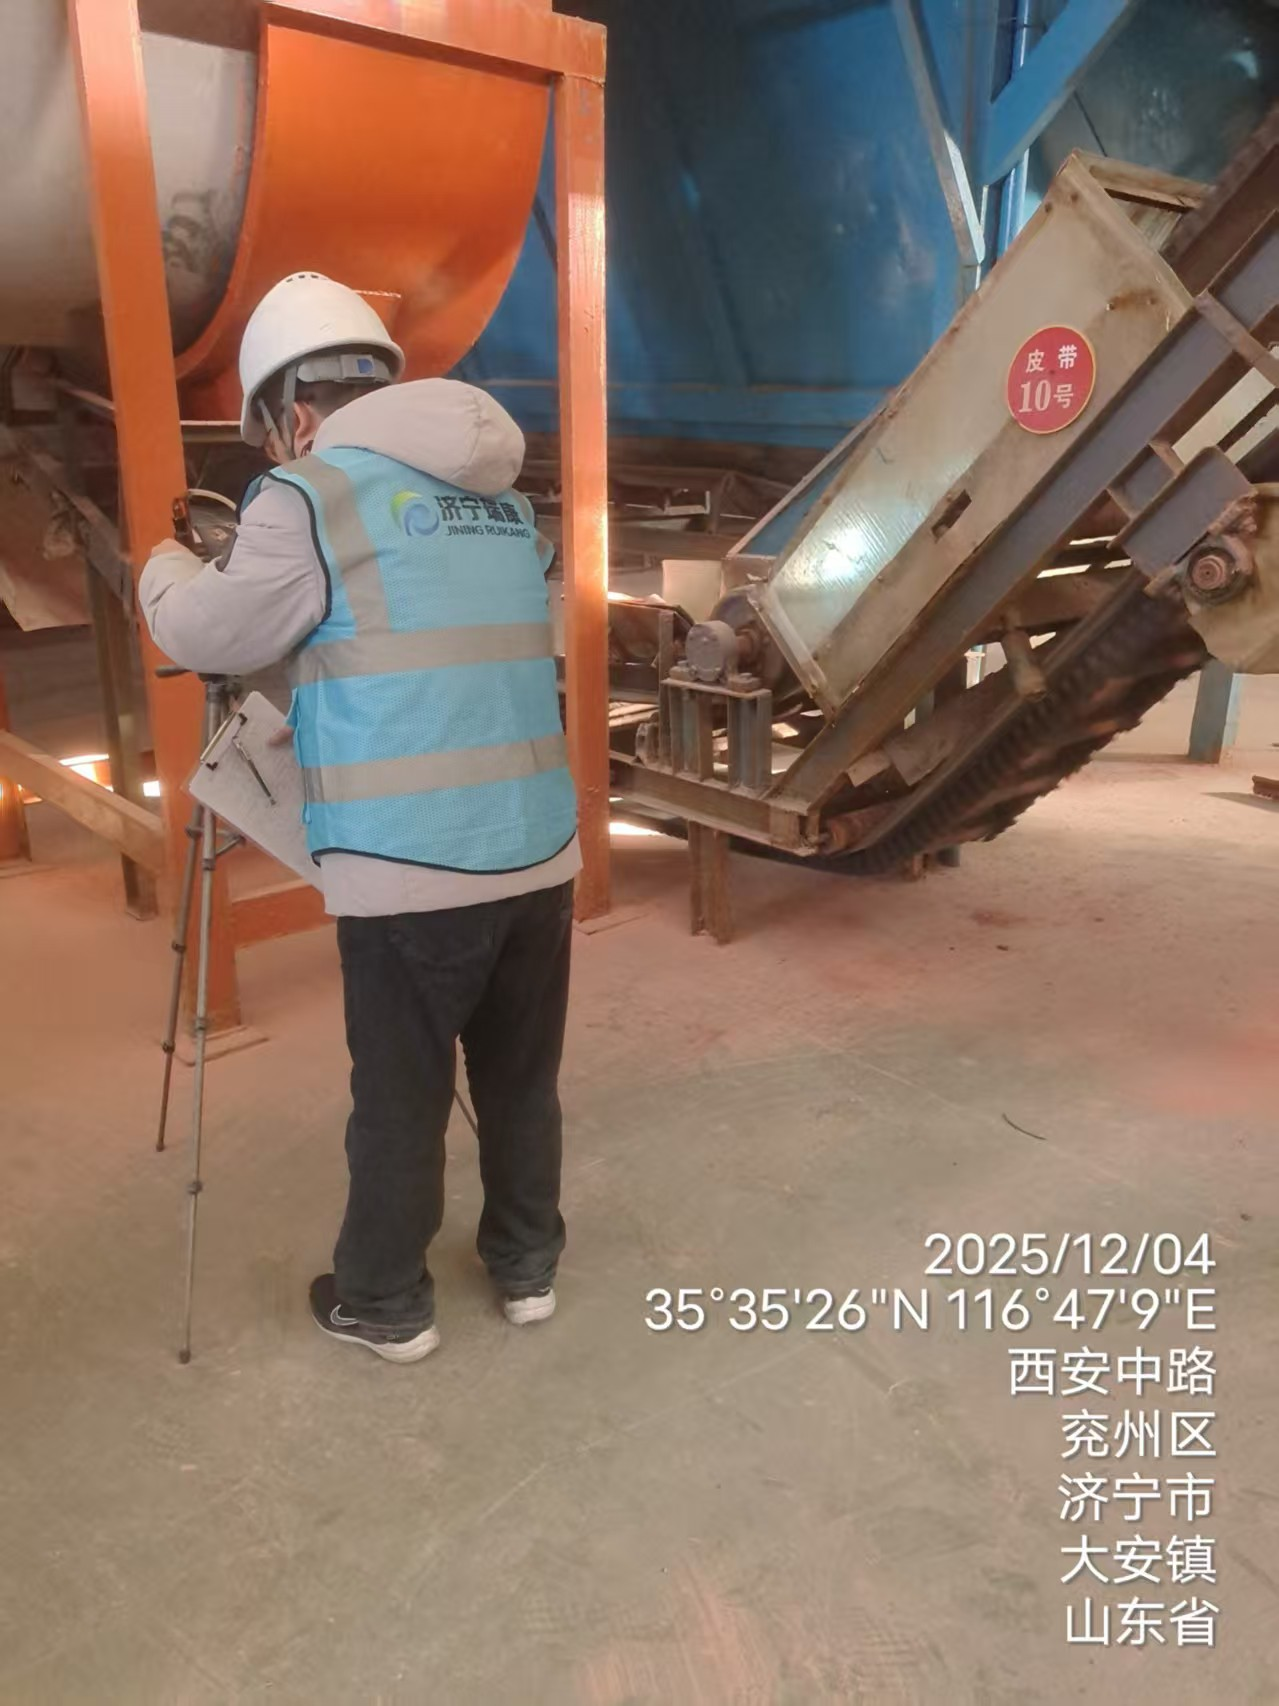 皮带
10号
济宁瑞康
JINING RUIKANG
2025/12/04
35°35'26"N 116°47'9"E
西安中路
兖州区
济宁市
大安镇
山东省